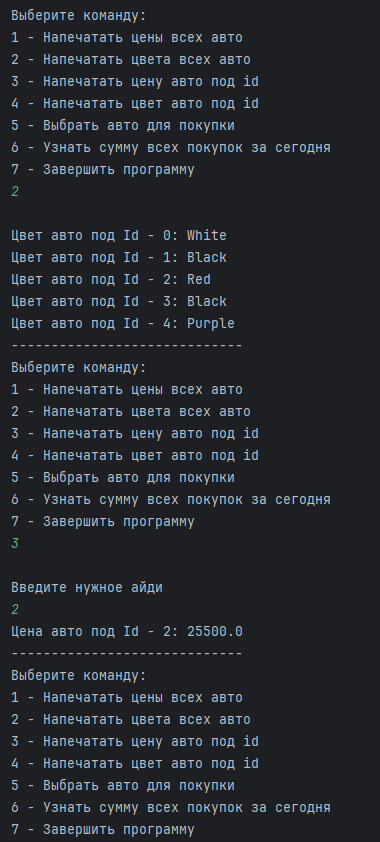 Выберите команду:
1 - Напечатать цены всех авто
2 - Напечатать цвета всех авто
3 - Напечатать цену авто под id
4 - Напечатать цвет авто под id
5 - Выбрать авто для покупки
6 - Узнать сумму всех покупок за сегодня
7 - Завершить программу
2
Цвет авто под Id - 0: White
Цвет авто под Id - 1: Black
Цвет авто под Id - 2: Red
Цвет авто под Id - 3: Black
Цвет авто под Id - 4: Purple
-----------------------------
Выберите команду:
1 - Напечатать цены всех авто
2 - Напечатать цвета всех авто
3 - Напечатать цену авто под id
4 - Напечатать цвет авто под id
5 - Выбрать авто для покупки
6 - Узнать сумму всех покупок за сегодня
7 - Завершить программу
3
Введите нужное айди
2
Цена авто под Id - 2: 25500.0
-----------------------------
Выберите команду:
1 - Напечатать цены всех авто
2 - Напечатать цвета всех авто
3 - Напечатать цену авто под id
4 - Напечатать цвет авто под id
5 - Выбрать авто для покупки
6 - Узнать сумму всех покупок за сегодня
7 - Завершить программу